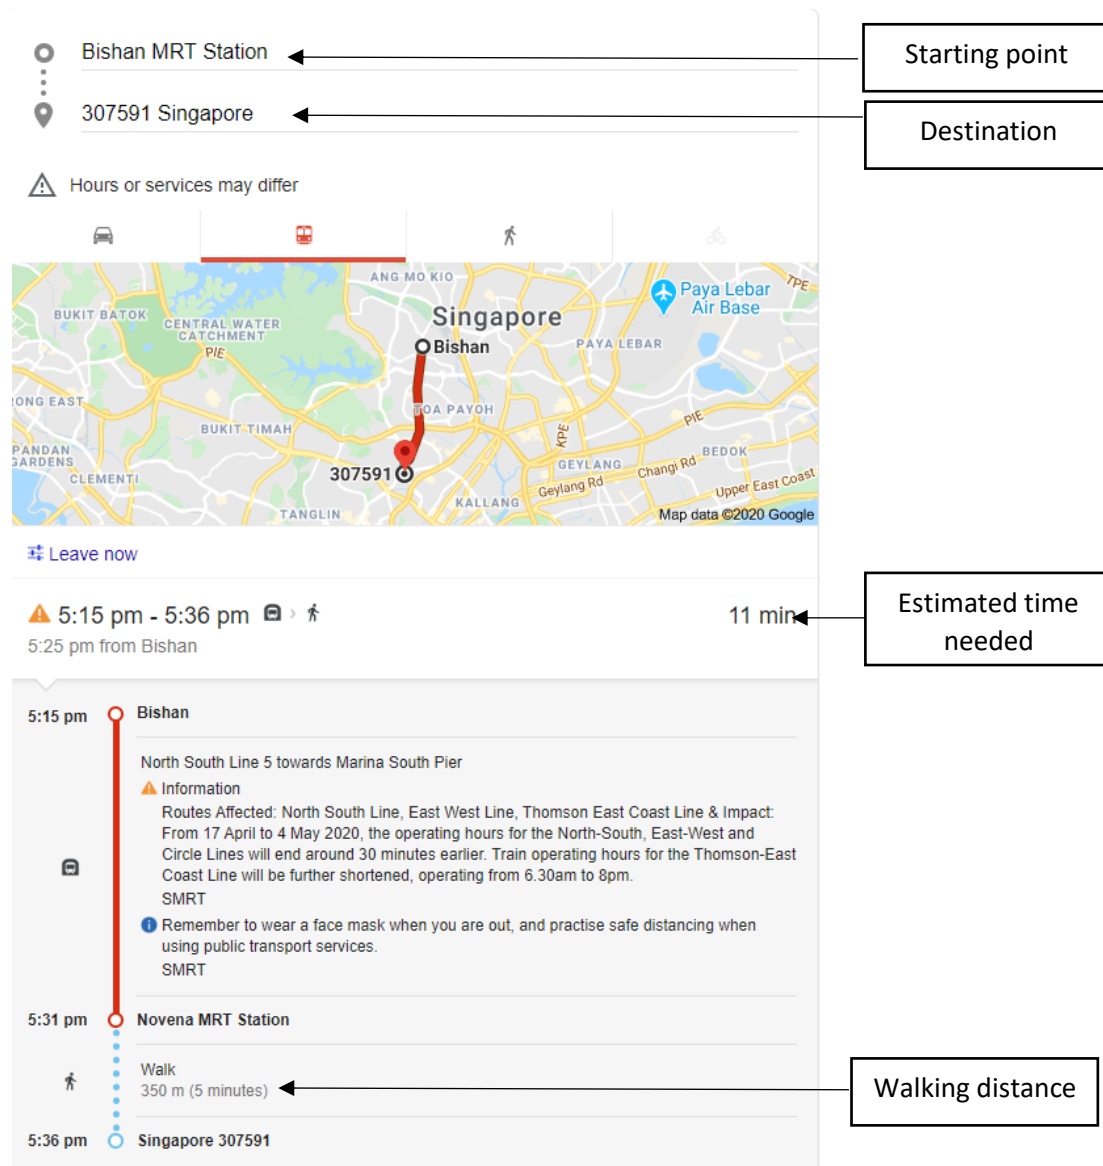 Bishan MRT Station
Starting point
307591 Singapore
Destination
Hours or services may differ
ANG MO KIO
TPE
Paya Lebar
Air Base
BUKIT BATOK
CENTRAL WATER
CATCHMENT
Singapore
PIE
Bishan
PAYA LEBAR
ONG EAST
TOA PAYOH
PIE
BUKIT TIMAH
KPE
PANDAN
GARDENS
BEDOK
307591
GEYLANG
Changi Rd
CLEMENTI
Geylang Rd
Upper East Coast
KALLANG
TANGLIN
Map data ©2020 Google
Leave now
5:15 pm - 5:36 pm
11 min
Estimated time
needed
5:25 pm from Bishan
5:15 pm
Bishan
North South Line 5 towards Marina South Pier
Information
Routes Affected: North South Line, East West Line, Thomson East Coast Line & Impact:
From 17 April to 4 May 2020, the operating hours for the North-South, East-West and
Circle Lines will end around 30 minutes earlier. Train operating hours for the Thomson-East
Coast Line will be further shortened, operating from 6.30am to 8pm.
SMRT
Remember to wear a face mask when you are out, and practise safe distancing when
using public transport services.
SMRT
5:31 pm
Novena MRT Station
Walk
350 m (5 minutes)
Walking distance
5:36 pm
Singapore 307591